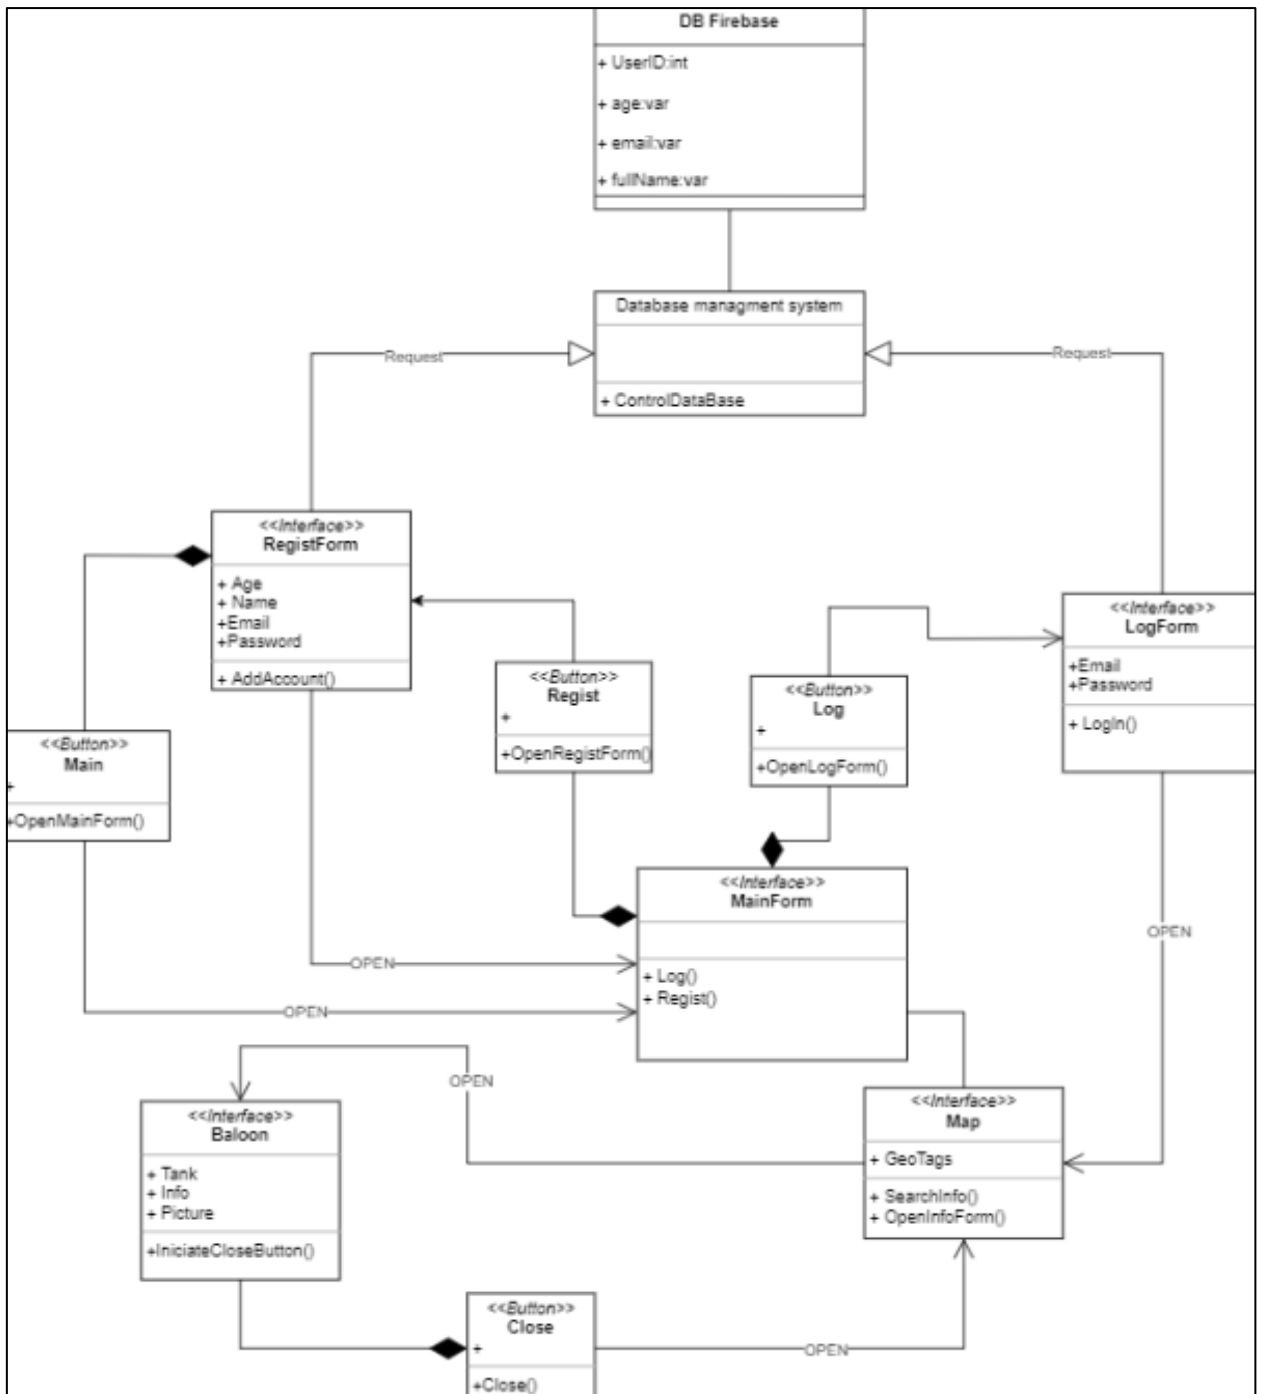 DB Firebase
+ UserID:int
+ age:var
+ email:var
+ fullName:var
Database managment system
+ ControlDataBase
Request
Request
<<Interface>>
RegistForm
+ Age
+ Name
+Email
+Password
+ AddAccount()
<<Interface>>
LogForm
+Email
+Password
+ LogIn()
<<Button>>
Regist
+
+OpenRegistForm()
<<Button>>
Log
+
+OpenLogForm()
<<Button>>
Main
+
+OpenMainForm()
<<Interface>>
MainForm
+ Log()
+ Regist()
OPEN
OPEN
OPEN
OPEN
<<Interface>>
Baloon
+ Tank
+ Info
+ Picture
+IniciateCloseButton()
<<Interface>>
Map
+ GeoTags
+ SearchInfo()
+ OpenInfoForm()
<<Button>>
Close
+
+Close()
OPEN